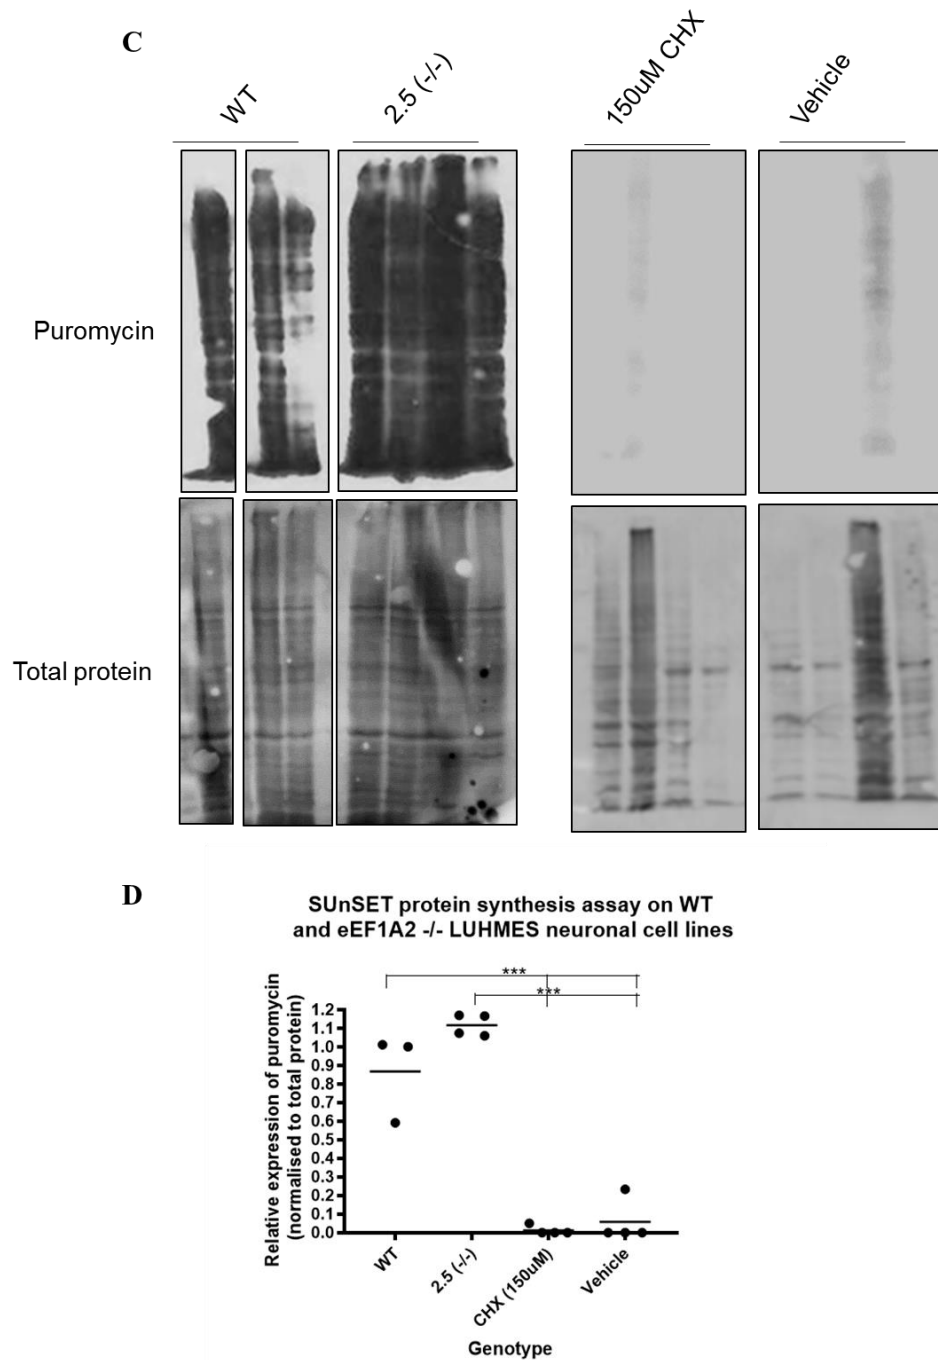 C
WT
2.5 (-/-)
150uM CHX
Vehicle
Puromycin
Total protein
D
SUnSET protein synthesis assay on WT
and eEF1A2 -/- LUHMES neuronal cell lines
***
***
Relative expression of puromycin
(normalised to total protein)
1.2
1.1
1.0
0.9
0.8
0.7
0.6
0.5
0.4
0.3
0.2
0.1
0.0
WT
2.5 (-/-)
CHX (150uM)
Vehicle
Genotype